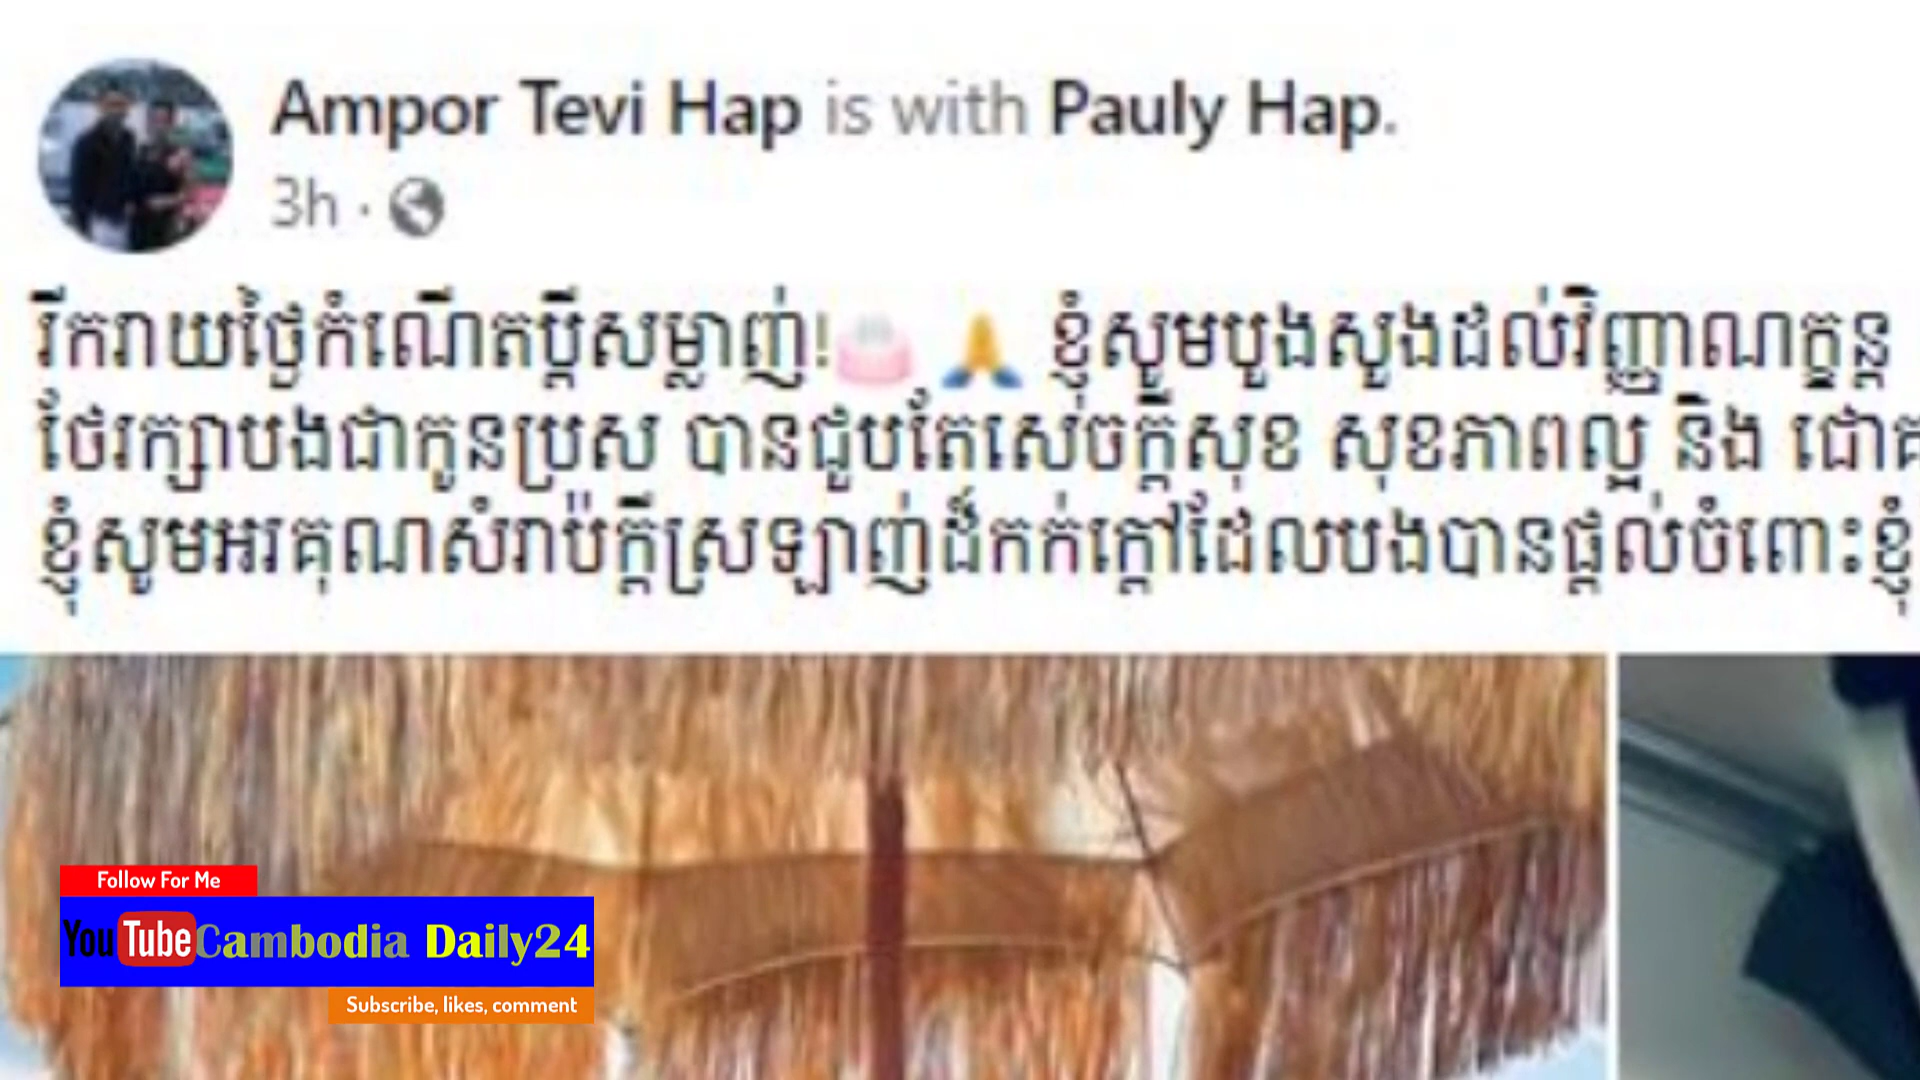 Ampor Tevi Hap is with Pauly Hap.
3h ·
រីករាយថ្ងៃកំណើតប្ដីសម្លាញ់!🎂🙏 ខ្ញុំសូមបួងសួងដល់វិញ្ញាណក្ខន្ធ
ថែរក្សាបងជាកូនប្រុស បានជួបតែសេចក្ដីសុខ សុខភាពល្អ និង
ខ្ញុំសូមអរគុណសំរាប់ក្ដីស្រឡាញ់ដ៏កក់ក្ដៅដែលបងបានផ្ដល់ចំពោះខ្ញុំ
Follow For Me
YouTube Cambodia Daily24
Subscribe, likes, comment